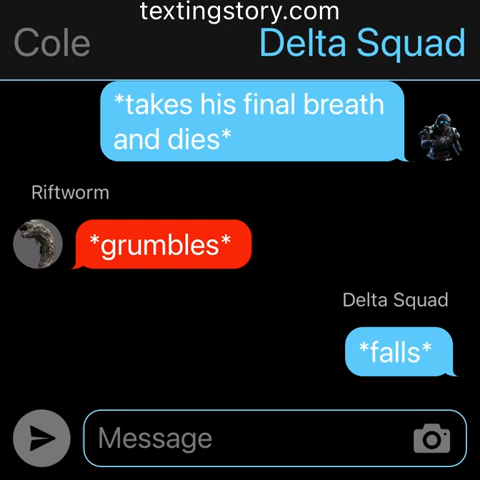 textingstory.com
Cole
Delta Squad
*takes his final breath
and dies*
Riftworm
*grumbles*
Delta Squad
*falls*
Message